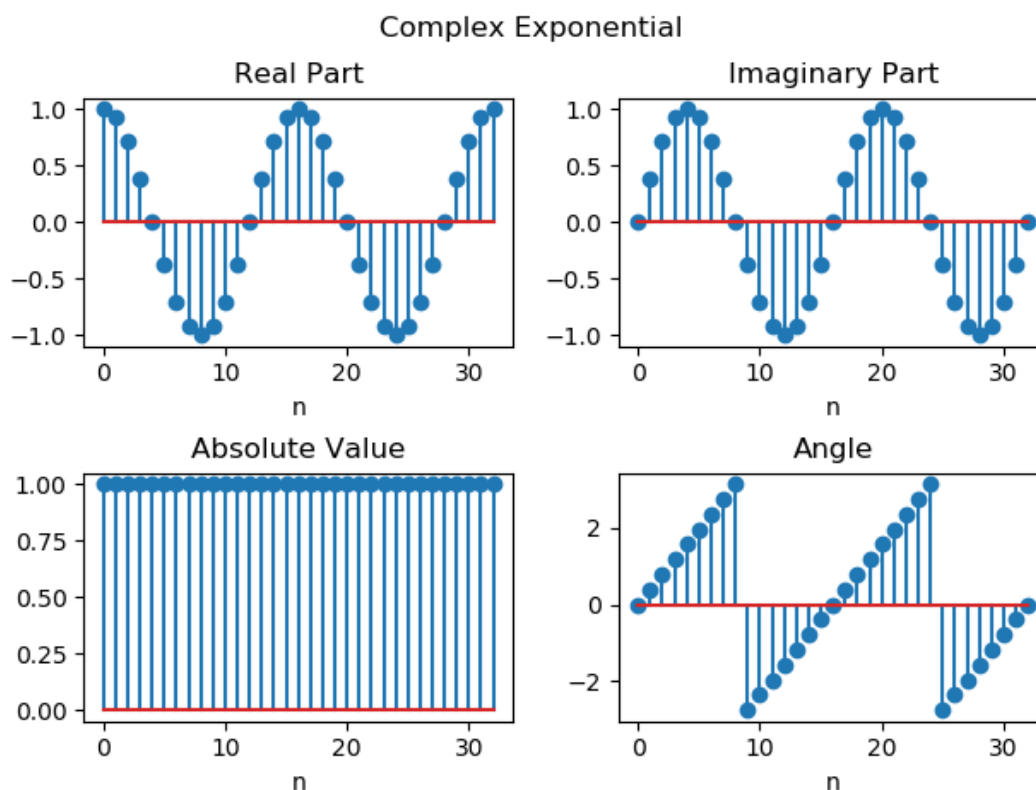 Complex Exponential
Real Part
1.0
0.5
0.0
−0.5
−1.0
0 10 20 30
n
Imaginary Part
1.0
0.5
0.0
−0.5
−1.0
0 10 20 30
n
Absolute Value
1.00
0.75
0.50
0.25
0.00
0 10 20 30
n
Angle
2
0
−2
0 10 20 30
n